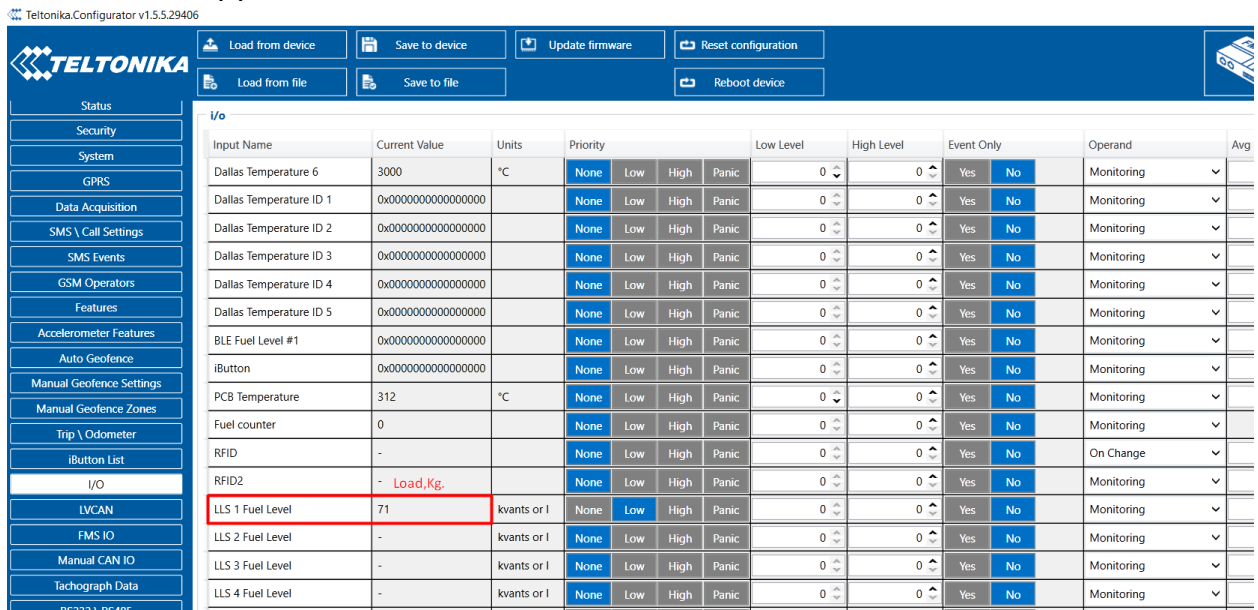 Teltonika.Configurator v1.5.5.29406
TELTONIKA
Load from device Save to device Update firmware Reset configuration
Load from file Save to file Reboot device
Status
Security
System
GPRS
Data Acquisition
SMS \ Call Settings
SMS Events
GSM Operators
Features
Accelerometer Features
Auto Geofence
Manual Geofence Settings
Manual Geofence Zones
Trip \ Odometer
iButton List
I/O
LVCAN
FMS IO
Manual CAN IO
Tachograph Data
RS232 \ RS485
i/o
Input Name Current Value Units Priority Low Level High Level Event Only Operand Avg
Dallas Temperature 6 3000 °C None Low High Panic 0 0 Yes No Monitoring
Dallas Temperature ID 1 0x0000000000000000 None Low High Panic 0 0 Yes No Monitoring
Dallas Temperature ID 2 0x0000000000000000 None Low High Panic 0 0 Yes No Monitoring
Dallas Temperature ID 3 0x0000000000000000 None Low High Panic 0 0 Yes No Monitoring
Dallas Temperature ID 4 0x0000000000000000 None Low High Panic 0 0 Yes No Monitoring
Dallas Temperature ID 5 0x0000000000000000 None Low High Panic 0 0 Yes No Monitoring
BLE Fuel Level #1 0x0000000000000000 None Low High Panic 0 0 Yes No Monitoring
iButton 0x0000000000000000 None Low High Panic 0 0 Yes No Monitoring
PCB Temperature 312 °C None Low High Panic 0 0 Yes No Monitoring
Fuel counter 0 None Low High Panic 0 0 Yes No Monitoring
RFID - None Low High Panic 0 0 Yes No On Change
RFID2 - Load,Kg. None Low High Panic 0 0 Yes No Monitoring
LLS 1 Fuel Level 71 kvants or l None Low High Panic 0 0 Yes No Monitoring
LLS 2 Fuel Level - kvants or l None Low High Panic 0 0 Yes No Monitoring
LLS 3 Fuel Level - kvants or l None Low High Panic 0 0 Yes No Monitoring
LLS 4 Fuel Level - kvants or l None Low High Panic 0 0 Yes No Monitoring